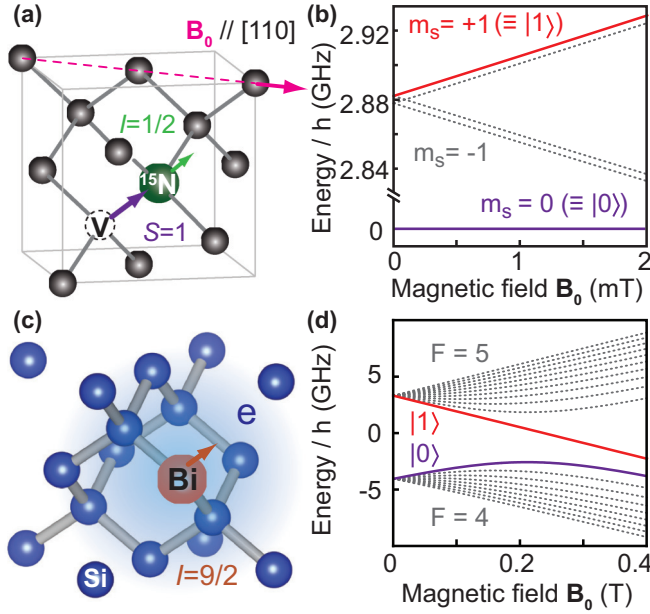 (a)
B₀ // [110]
I=1/2
¹⁵N
V
S=1
(b)
Energy / h (GHz)
2.92
2.88
2.84
0
mₛ = +1 (≡ |1⟩)
mₛ = -1
mₛ = 0 (≡ |0⟩)
0 1 2
Magnetic field B₀ (mT)
(c)
e
Bi
Si
I=9/2
(d)
Energy / h (GHz)
5
0
-5
F = 5
|1⟩
|0⟩
F = 4
0 0.2 0.4
Magnetic field B₀ (T)